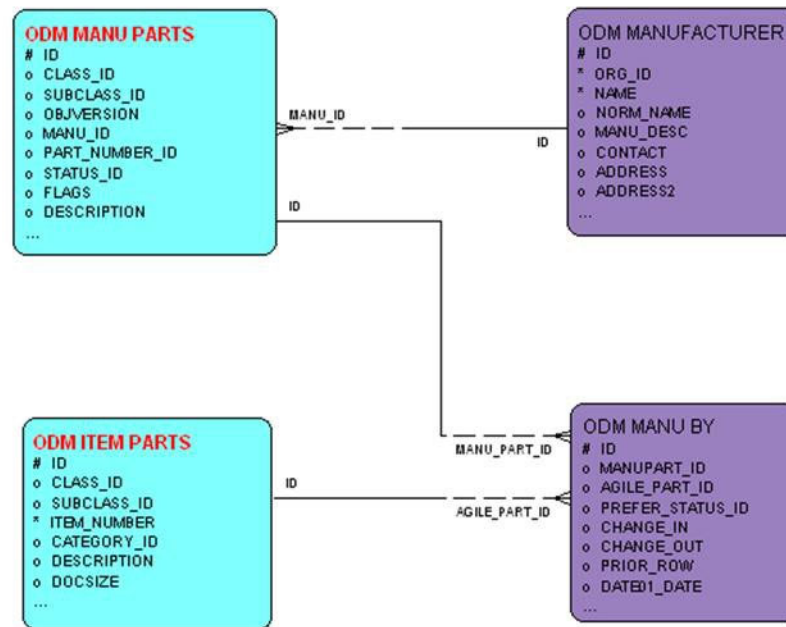 ODM MANU PARTS
# ID
o CLASS_ID
o SUBCLASS_ID
o OBJVERSION
o MANU_ID
o PART_NUMBER_ID
o STATUS_ID
o FLAGS
o DESCRIPTION
...
ODM MANUFACTURER
# ID
* ORG_ID
* NAME
o NORM_NAME
o MANU_DESC
o CONTACT
o ADDRESS
o ADDRESS2
...
MANU_ID
ID
ID
MANU_PART_ID
ODM ITEM PARTS
# ID
o CLASS_ID
o SUBCLASS_ID
* ITEM_NUMBER
o CATEGORY_ID
o DESCRIPTION
o DOCSIZE
...
ID
AGILE_PART_ID
ODM MANU BY
# ID
o MANUPART_ID
o AGILE_PART_ID
o PREFER_STATUS_ID
o CHANGE_IN
o CHANGE_OUT
o PRIOR_ROW
o DATE01_DATE
...